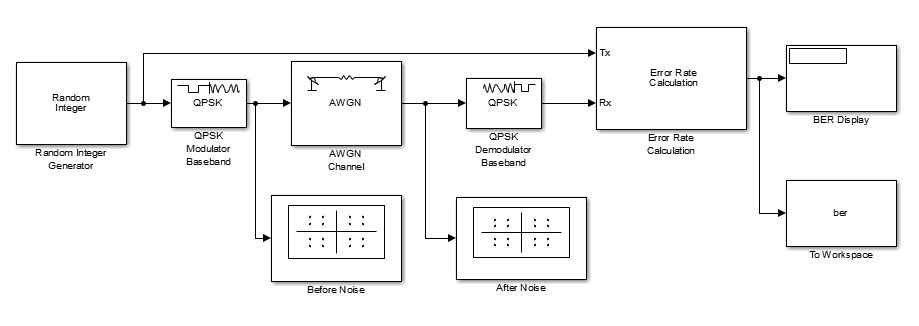 Random
Integer
Random Integer
Generator
QPSK
QPSK
Modulator
Baseband
AWGN
AWGN
Channel
QPSK
QPSK
Demodulator
Baseband
Tx
Rx
Error Rate
Calculation
Error Rate
Calculation
BER Display
ber
To Workspace
Before Noise
After Noise